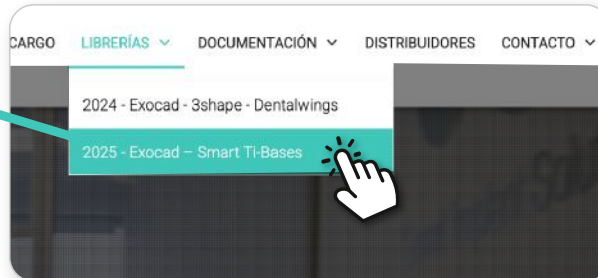 CARGO LIBRERÍAS DOCUMENTACIÓN DISTRIBUIDORES CONTACTO
2024 - Exocad - 3shape - Dentalwings
2025 - Exocad – Smart Ti-Bases